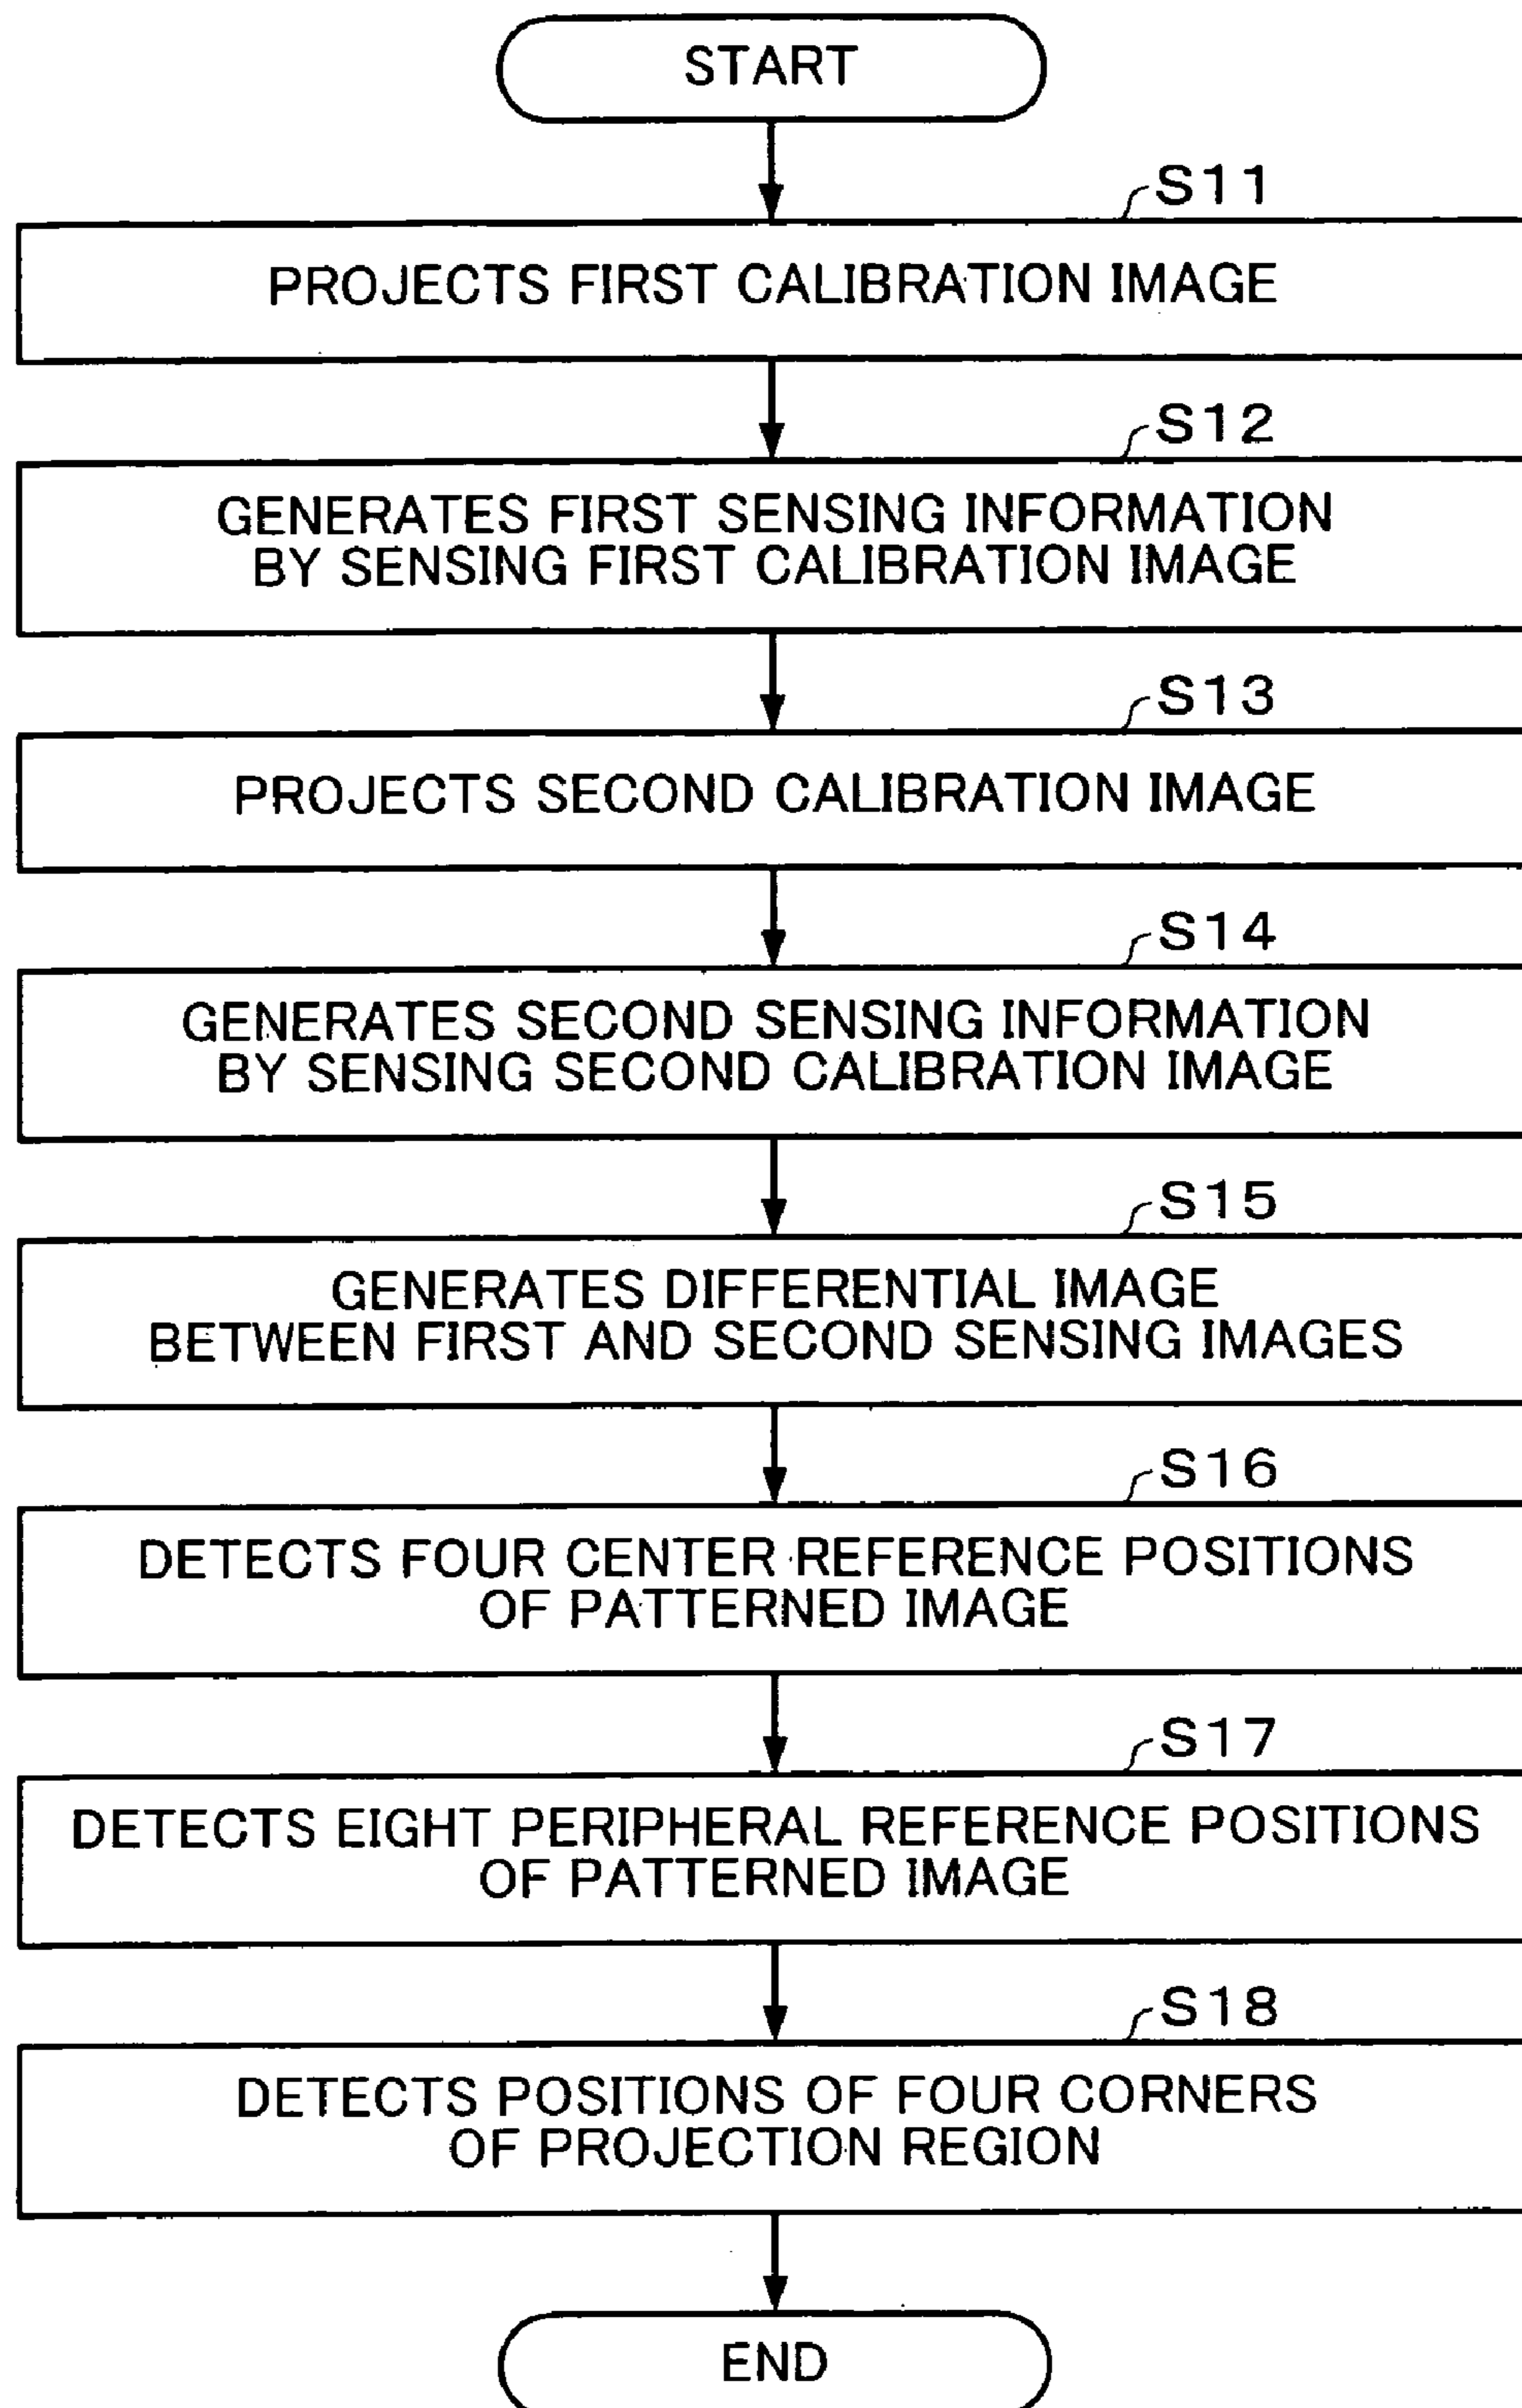 START
S11
PROJECTS FIRST CALIBRATION IMAGE
S12
GENERATES FIRST SENSING INFORMATION
BY SENSING FIRST CALIBRATION IMAGE
S13
PROJECTS SECOND CALIBRATION IMAGE
S14
GENERATES SECOND SENSING INFORMATION
BY SENSING SECOND CALIBRATION IMAGE
S15
GENERATES DIFFERENTIAL IMAGE
BETWEEN FIRST AND SECOND SENSING IMAGES
S16
DETECTS FOUR CENTER REFERENCE POSITIONS
OF PATTERNED IMAGE
S17
DETECTS EIGHT PERIPHERAL REFERENCE POSITIONS
OF PATTERNED IMAGE
S18
DETECTS POSITIONS OF FOUR CORNERS
OF PROJECTION REGION
END